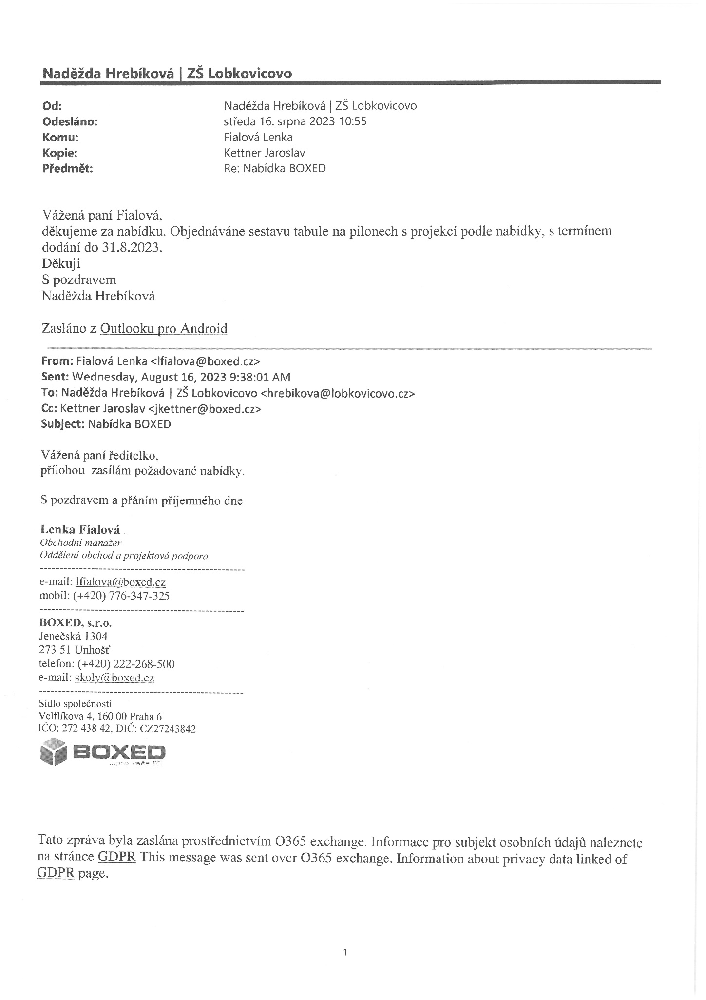 Naděžda Hrebíková | ZŠ Lobkovicovo
Od: Naděžda Hrebíková | ZŠ Lobkovicovo
Odesláno: středa 16. srpna 2023 10:55
Komu: Fialová Lenka
Kopie: Kettner Jaroslav
Předmět: Re: Nabídka BOXED
Vážená paní Fialová,
děkujeme za nabídku. Objednáváne sestavu tabule na pilonech s projekcí podle nabídky, s termínem
dodání do 31.8.2023.
Děkuji
S pozdravem
Naděžda Hrebíková
Zasláno z Outlooku pro Android
From: Fialová Lenka <lfialova@boxed.cz>
Sent: Wednesday, August 16, 2023 9:38:01 AM
To: Naděžda Hrebíková | ZŠ Lobkovicovo <hrebikova@lobkovicovo.cz>
Cc: Kettner Jaroslav <jkettner@boxed.cz>
Subject: Nabídka BOXED
Vážená paní ředitelko,
přílohou  zasílám požadované nabídky.
S pozdravem a přáním příjemného dne
Lenka Fialová
Obchodní manažer
Oddělení obchod a projektová podpora
-----------------------------------------------------
e-mail: lfialova@boxed.cz
mobil: (+420) 776-347-325
-----------------------------------------------------
BOXED, s.r.o.
Jenečská 1304
273 51 Unhošť
telefon: (+420) 222-268-500
e-mail: skoly@boxed.cz
-----------------------------------------------------
Sídlo společnosti
Velflíkova 4, 160 00 Praha 6
IČO: 272 438 42, DIČ: CZ27243842
BOXED
...pro vaše IT!
Tato zpráva byla zaslána prostřednictvím O365 exchange. Informace pro subjekt osobních údajů naleznete
na stránce GDPR This message was sent over O365 exchange. Information about privacy data linked of
GDPR page.
1